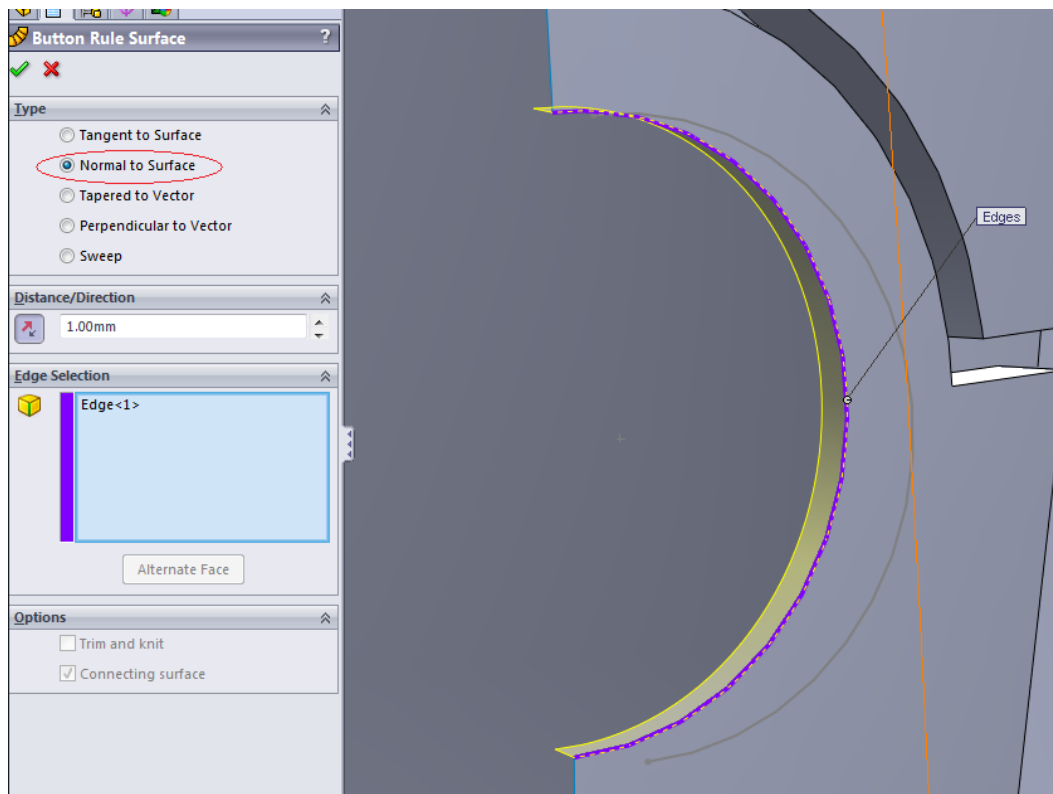 Button Rule Surface ?
Type
Tangent to Surface
Normal to Surface
Tapered to Vector
Perpendicular to Vector
Sweep
Distance/Direction
1.00mm
Edge Selection
Edge<1>
Alternate Face
Options
Trim and knit
Connecting surface
Edges